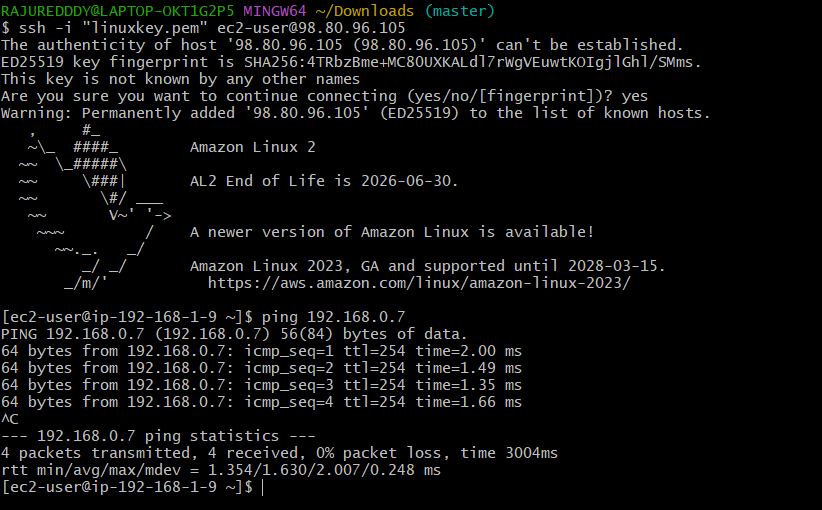 RAJUREDDDY@LAPTOP-OKT1G2P5 MINGW64 ~/Downloads (master)
$ ssh -i "linuxkey.pem" ec2-user@98.80.96.105
The authenticity of host '98.80.96.105 (98.80.96.105)' can't be established.
ED25519 key fingerprint is SHA256:4TRbzBme+MC80UXKALdl7rWgVEuwtKOIgjlGhl/SMms.
This key is not known by any other names
Are you sure you want to continue connecting (yes/no/[fingerprint])? yes
Warning: Permanently added '98.80.96.105' (ED25519) to the list of known hosts.
   ,     #_
   ~\_  ####_        Amazon Linux 2
  ~~  \_#####\
  ~~     \###|       AL2 End of Life is 2026-06-30.
  ~~       \#/ ___
   ~~       V~' '->
    ~~~         /    A newer version of Amazon Linux is available!
      ~~._.   _/
         _/ _/       Amazon Linux 2023, GA and supported until 2028-03-15.
       _/m/'           https://aws.amazon.com/linux/amazon-linux-2023/
[ec2-user@ip-192-168-1-9 ~]$ ping 192.168.0.7
PING 192.168.0.7 (192.168.0.7) 56(84) bytes of data.
64 bytes from 192.168.0.7: icmp_seq=1 ttl=254 time=2.00 ms
64 bytes from 192.168.0.7: icmp_seq=2 ttl=254 time=1.49 ms
64 bytes from 192.168.0.7: icmp_seq=3 ttl=254 time=1.35 ms
64 bytes from 192.168.0.7: icmp_seq=4 ttl=254 time=1.66 ms
^C
--- 192.168.0.7 ping statistics ---
4 packets transmitted, 4 received, 0% packet loss, time 3004ms
rtt min/avg/max/mdev = 1.354/1.630/2.007/0.248 ms
[ec2-user@ip-192-168-1-9 ~]$